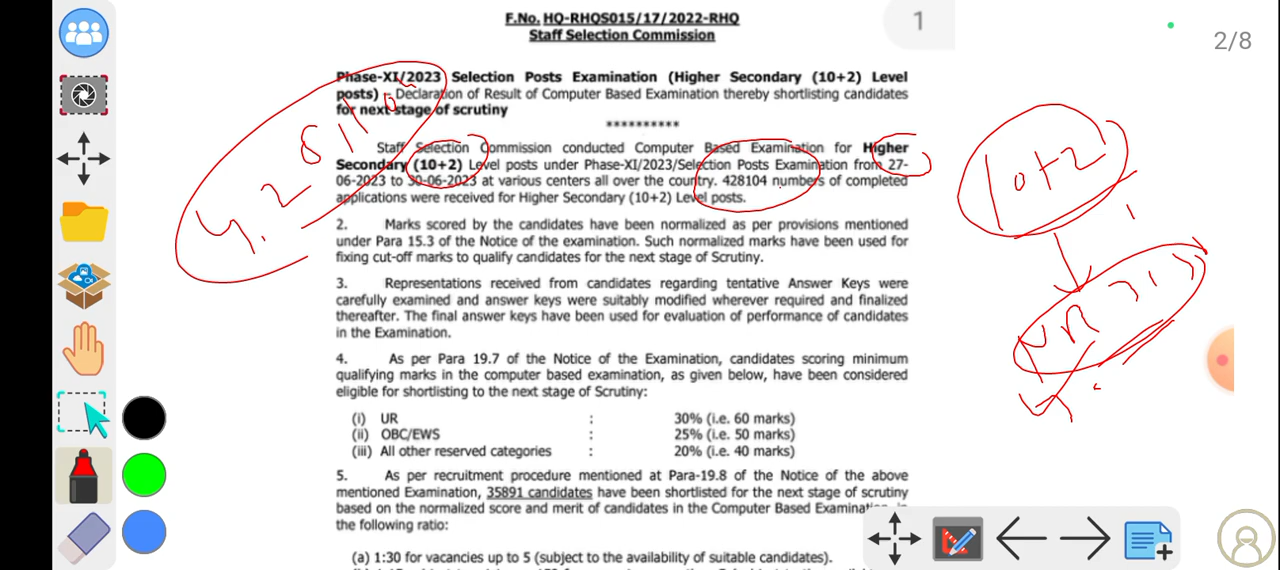 F.No. HQ-RHQS015/17/2022-RHQ
Staff Selection Commission
1
2/8
Phase-XI/2023 Selection Posts Examination (Higher Secondary (10+2) Level
posts) – Declaration of Result of Computer Based Examination thereby shortlisting candidates
for next stage of scrutiny
**********
Staff Selection Commission conducted Computer Based Examination for Higher
Secondary (10+2) Level posts under Phase-XI/2023/Selection Posts Examination from 27-
06-2023 to 30-06-2023 at various centers all over the country. 428104 numbers of completed
applications were received for Higher Secondary (10+2) Level posts.
10+2
2. Marks scored by the candidates have been normalized as per provisions mentioned
under Para 15.3 of the Notice of the examination. Such normalized marks have been used for
fixing cut-off marks to qualify candidates for the next stage of Scrutiny.
3. Representations received from candidates regarding tentative Answer Keys were
carefully examined and answer keys were suitably modified wherever required and finalized
thereafter. The final answer keys have been used for evaluation of performance of candidates
in the Examination.
4. As per Para 19.7 of the Notice of the Examination, candidates scoring minimum
qualifying marks in the computer based examination, as given below, have been considered
eligible for shortlisting to the next stage of Scrutiny:
(i) UR : 30% (i.e. 60 marks)
(ii) OBC/EWS : 25% (i.e. 50 marks)
(iii) All other reserved categories : 20% (i.e. 40 marks)
5. As per recruitment procedure mentioned at Para-19.8 of the Notice of the above
mentioned Examination, 35891 candidates have been shortlisted for the next stage of scrutiny
based on the normalized score and merit of candidates in the Computer Based Examination in
the following ratio:
(a) 1:30 for vacancies up to 5 (subject to the availability of suitable candidates).